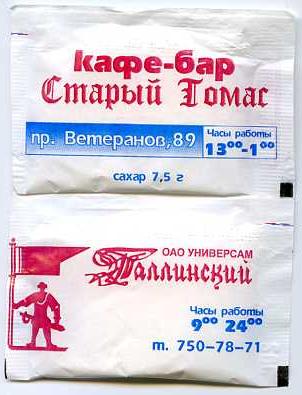 кафе-бар
Старый Томас
пр. Ветеранов, 89
Часы работы
13⁰⁰-1⁰⁰
сахар 7,5 г
ОАО УНИВЕРСАМ
Таллинский
Часы работы
9⁰⁰ 24⁰⁰
т. 750-78-71